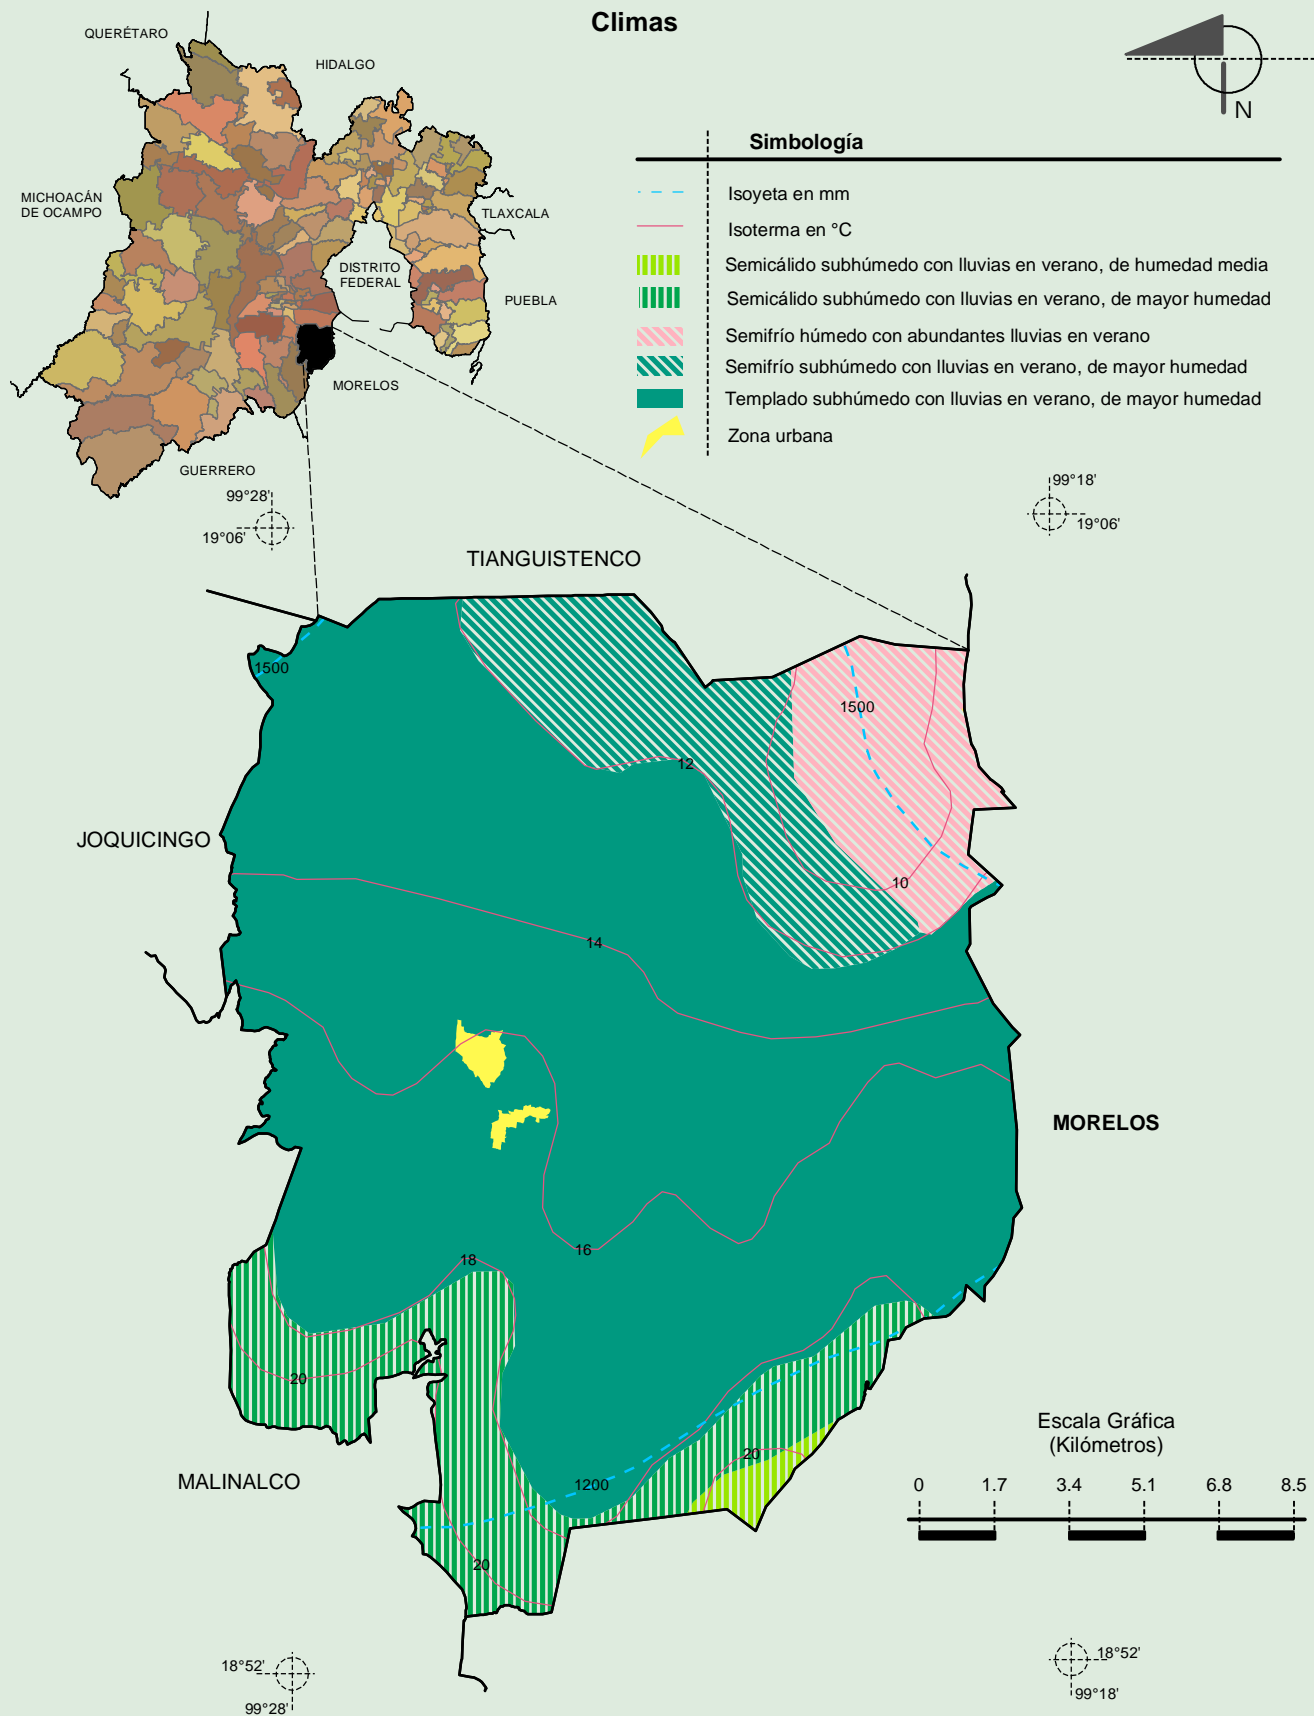 Climas
QUERÉTARO
HIDALGO
MICHOACÁN
DE OCAMPO
TLAXCALA
DISTRITO
FEDERAL
PUEBLA
MORELOS
GUERRERO
N
Simbología
Isoyeta en mm
Isoterma en °C
Semicálido subhúmedo con lluvias en verano, de humedad media
Semicálido subhúmedo con lluvias en verano, de mayor humedad
Semifrío húmedo con abundantes lluvias en verano
Semifrío subhúmedo con lluvias en verano, de mayor humedad
Templado subhúmedo con lluvias en verano, de mayor humedad
Zona urbana
99°28'
19°06'
99°18'
19°06'
TIANGUISTENCO
1500
1500
12
JOQUICINGO
10
14
MORELOS
16
18
20
20
MALINALCO
1200
20
Escala Gráfica
(Kilómetros)
0 1.7 3.4 5.1 6.8 8.5
18°52'
99°28'
18°52'
99°18'